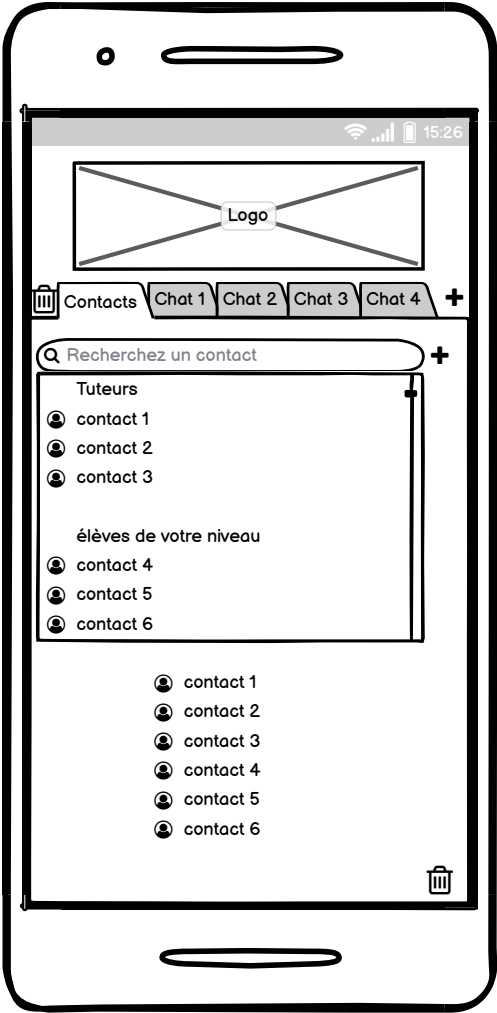 15:26
Logo
Contacts Chat 1 Chat 2 Chat 3 Chat 4
Recherchez un contact
Tuteurs
contact 1
contact 2
contact 3
élèves de votre niveau
contact 4
contact 5
contact 6
contact 1
contact 2
contact 3
contact 4
contact 5
contact 6